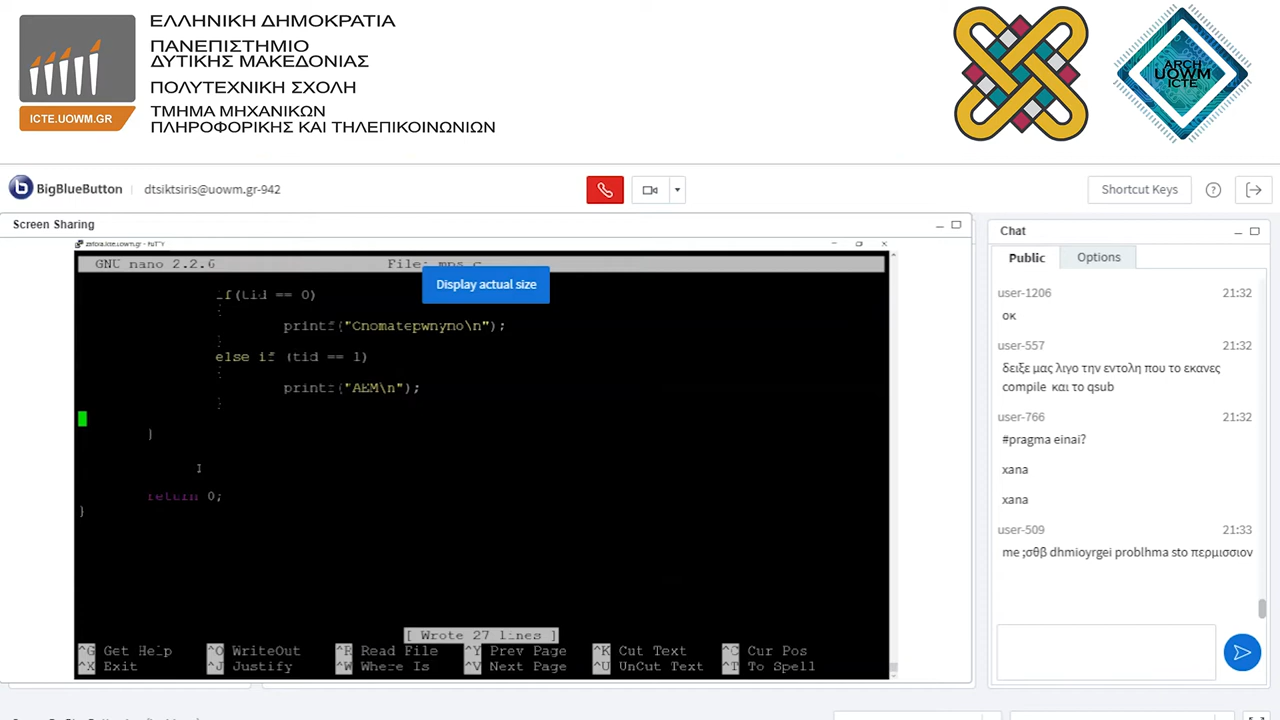 ΕΛΛΗΝΙΚΗ ΔΗΜΟΚΡΑΤΙΑ
ΠΑΝΕΠΙΣΤΗΜΙΟ
ΔΥΤΙΚΗΣ ΜΑΚΕΔΟΝΙΑΣ
ΠΟΛΥΤΕΧΝΙΚΗ ΣΧΟΛΗ
ΤΜΗΜΑ ΜΗΧΑΝΙΚΩΝ
ΠΛΗΡΟΦΟΡΙΚΗΣ ΚΑΙ ΤΗΛΕΠΙΚΟΙΝΩΝΙΩΝ
ICTE.UOWM.GR
ARCH
UOWM
ICTE
BigBlueButton dtsiktsiris@uowm.gr-942
Shortcut Keys
Screen Sharing
GNU nano 2.2.6 File: mps.c
Display actual size
if(tid == 0)
printf("Onomatepwnymo\n");
else if (tid == 1)
printf("AEM\n");
}
return 0;
}
[ Wrote 27 lines ]
^G Get Help ^O WriteOut ^R Read File ^Y Prev Page ^K Cut Text ^C Cur Pos
^X Exit ^J Justify ^W Where Is ^V Next Page ^U UnCut Text ^T To Spell
Chat
Public Options
user-1206 21:32
οκ
user-557 21:32
δειξε μας λιγο την εντολη που το εκανες
compile και το qsub
user-766 21:32
#pragma einai?
xana
xana
user-509 21:33
me ;σθβ dhmioyrgei problhma sto περμισσιον